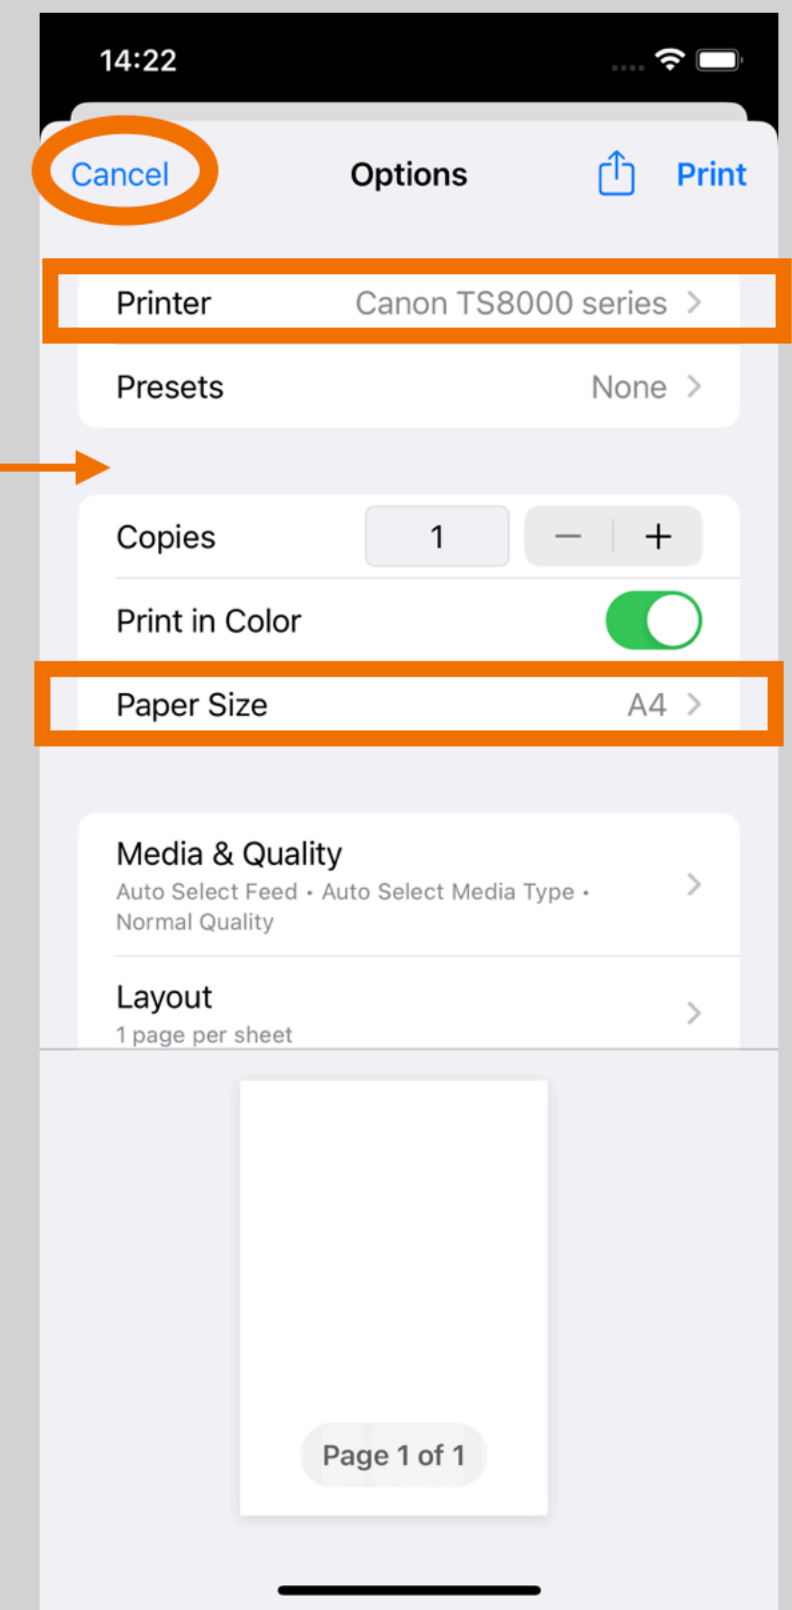 14:22
Cancel Options Print
Printer Canon TS8000 series
Presets None
Copies 1 − +
Print in Color
Paper Size A4
Media & Quality
Auto Select Feed • Auto Select Media Type •
Normal Quality
Layout
1 page per sheet
Page 1 of 1